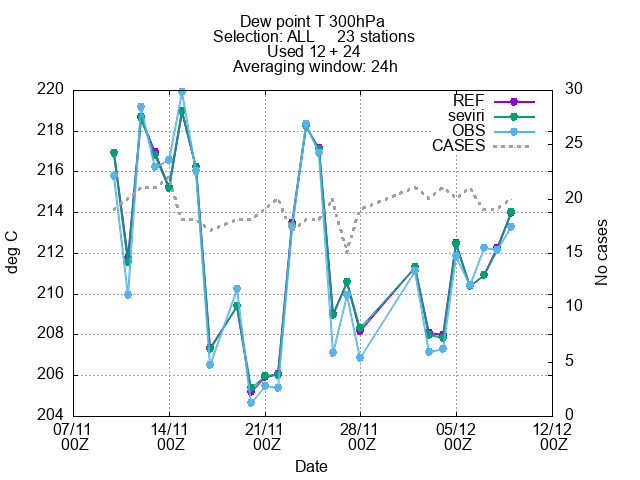 Dew point T 300hPa
Selection: ALL 23 stations
Used 12 + 24
Averaging window: 24h
220
218
216
214
212
210
208
206
204
deg C
30
25
20
15
10
5
0
No cases
REF
seviri
OBS
CASES
07/11 14/11 21/11 28/11 05/12 12/12
00Z 00Z 00Z 00Z 00Z 00Z
Date